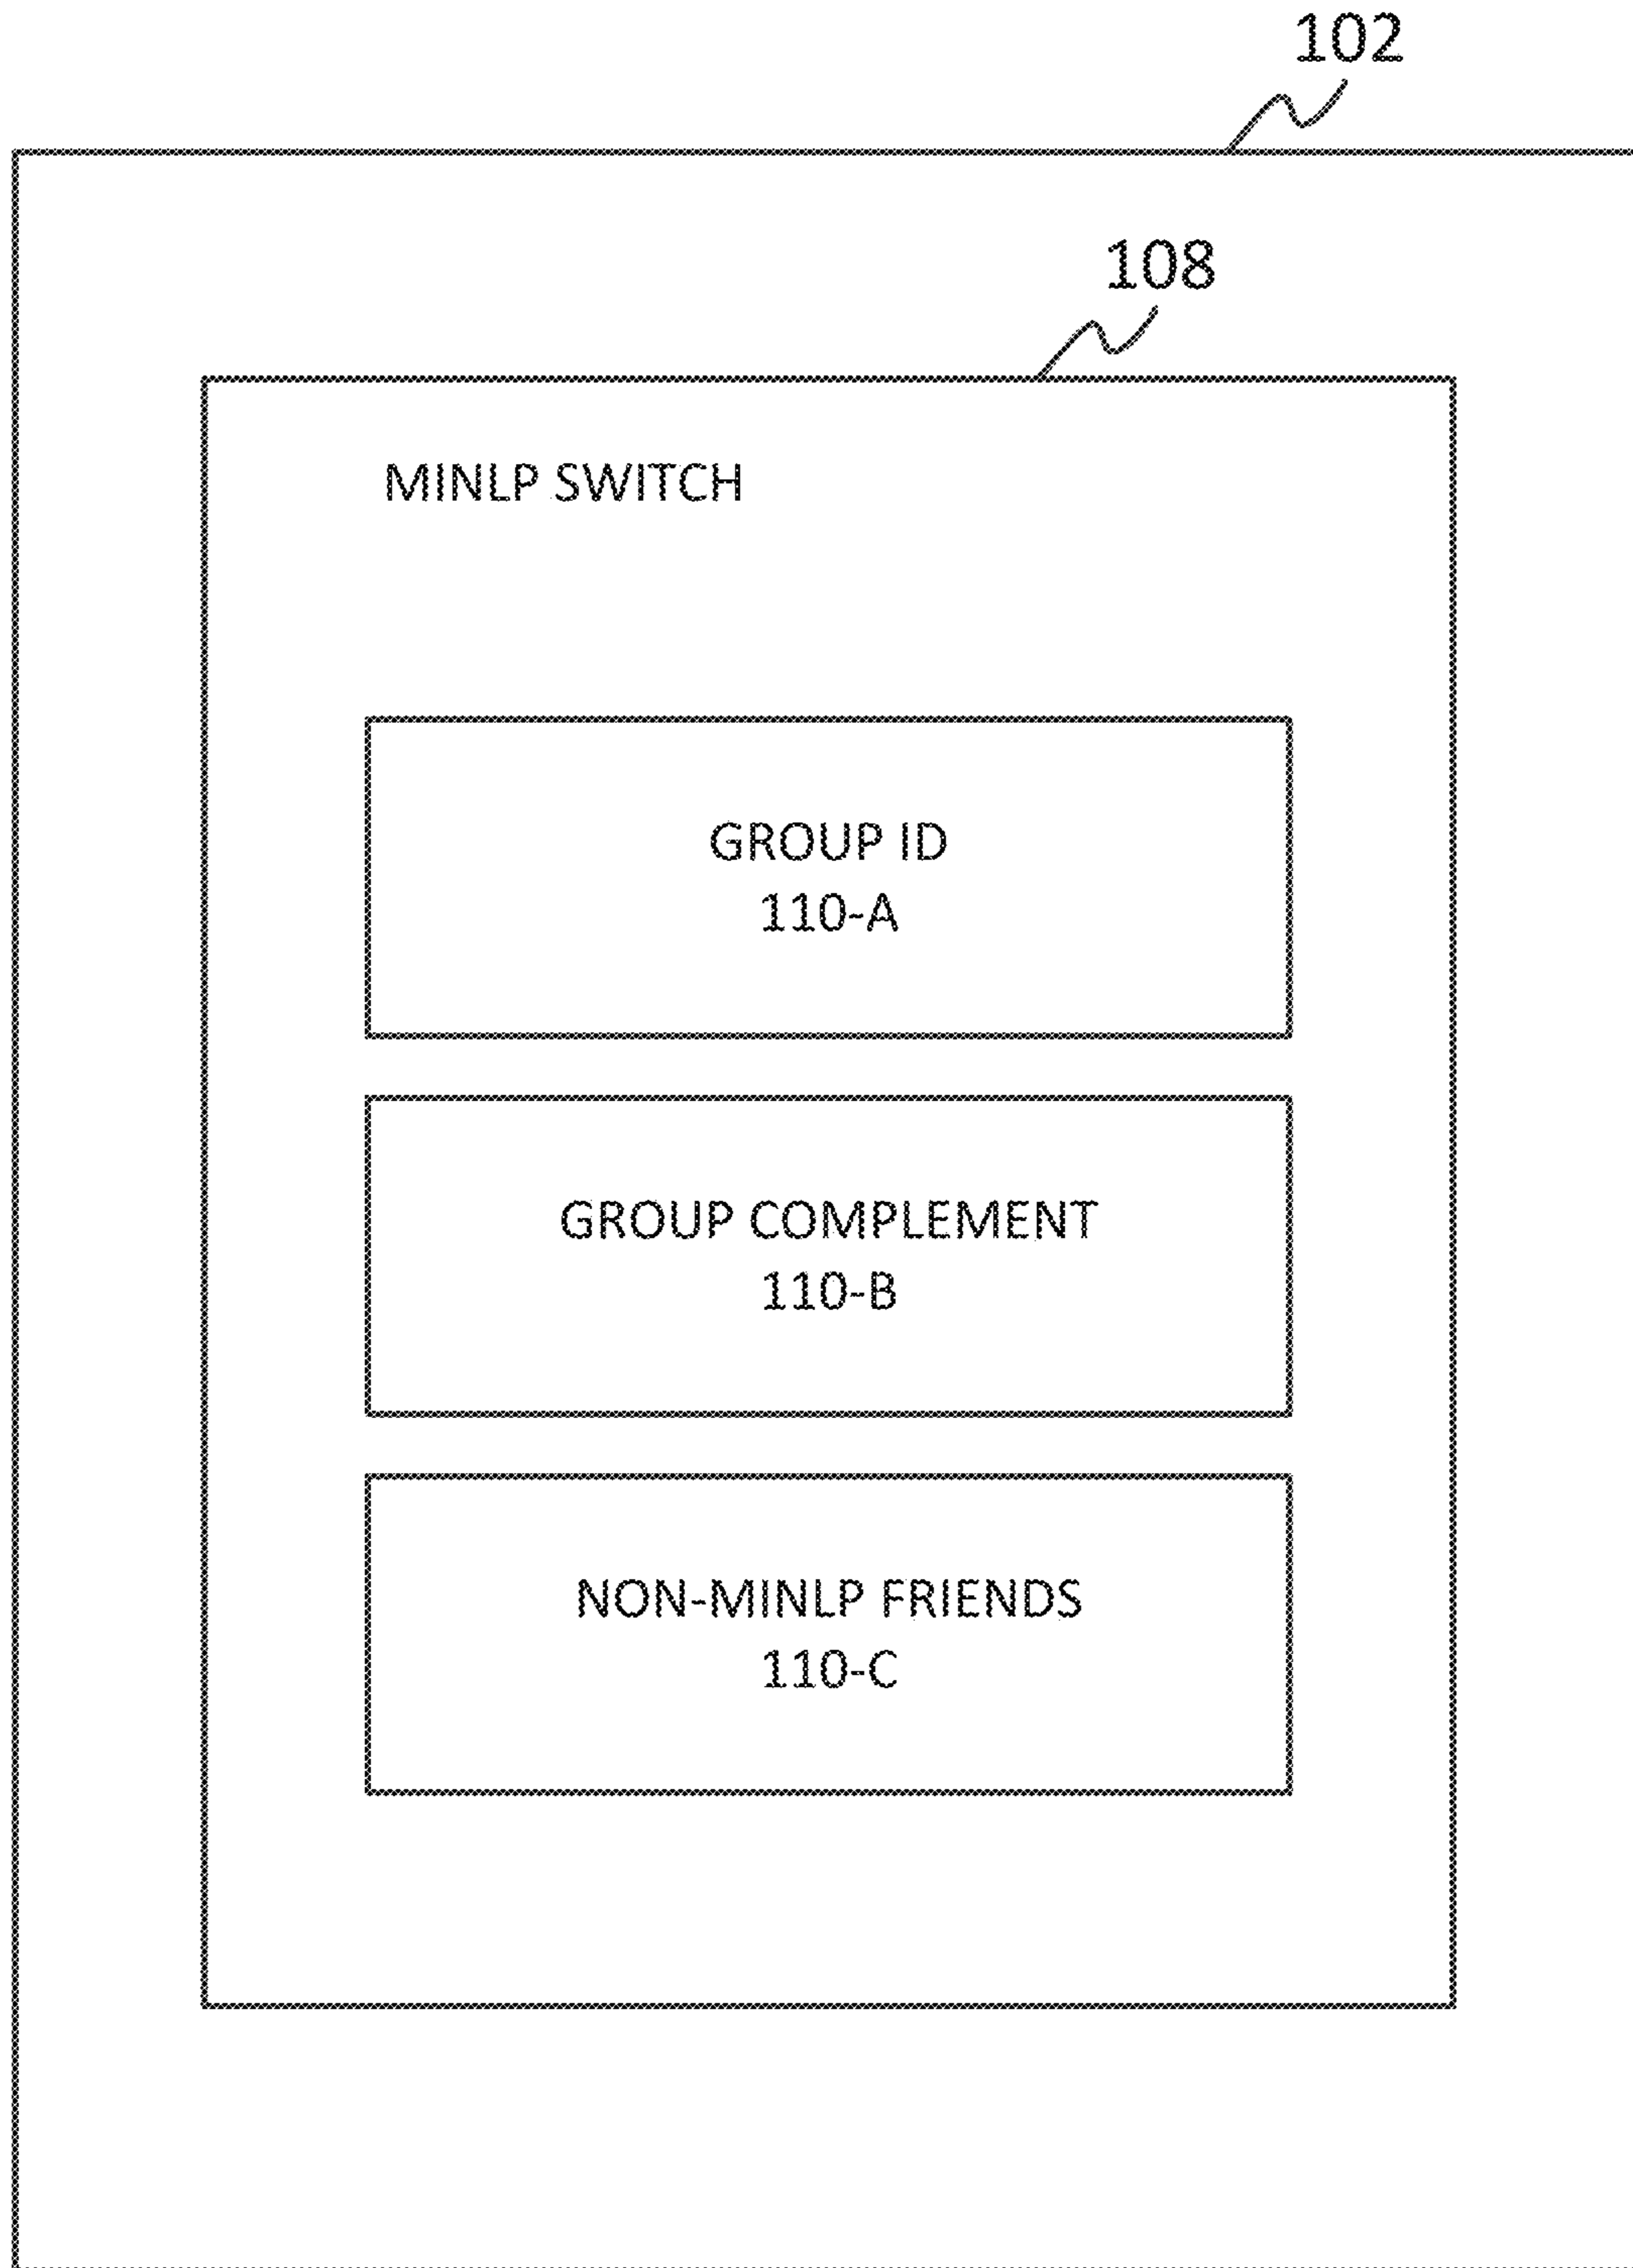 102
108
MINLP SWITCH
GROUP ID
110-A
GROUP COMPLEMENT
110-B
NON-MINLP FRIENDS
110-C